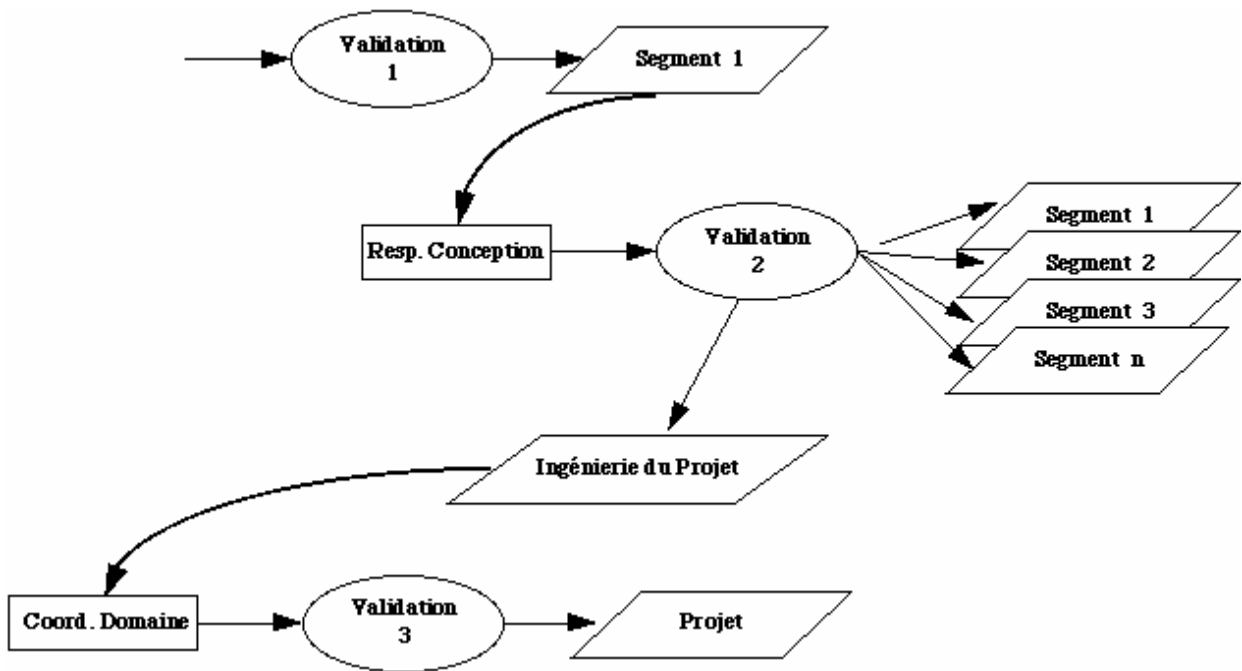 Validation
1
Segment 1
Resp. Conception
Validation
2
Segment 1
Segment 2
Segment 3
Segment n
Ingénierie du Projet
Coord. Domaine
Validation
3
Projet